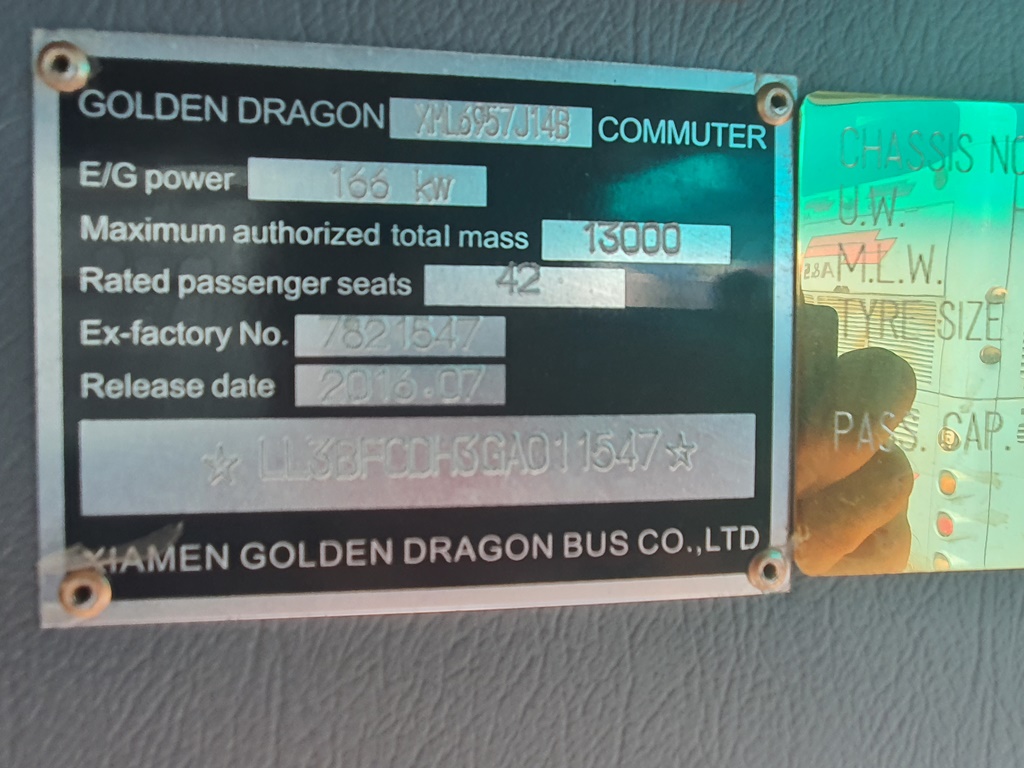 GOLDEN DRAGON XML6957J14B COMMUTER
E/G power 166 kw
Maximum authorized total mass 13000
Rated passenger seats 42
Ex-factory No. 7821547
Release date 2016.07
☆ LL3BFCDH3GA011547 ☆
XIAMEN GOLDEN DRAGON BUS CO.,LTD
CHASSIS NO
U.W.
M.L.W.
TYRE SIZE
PASS. CAP.